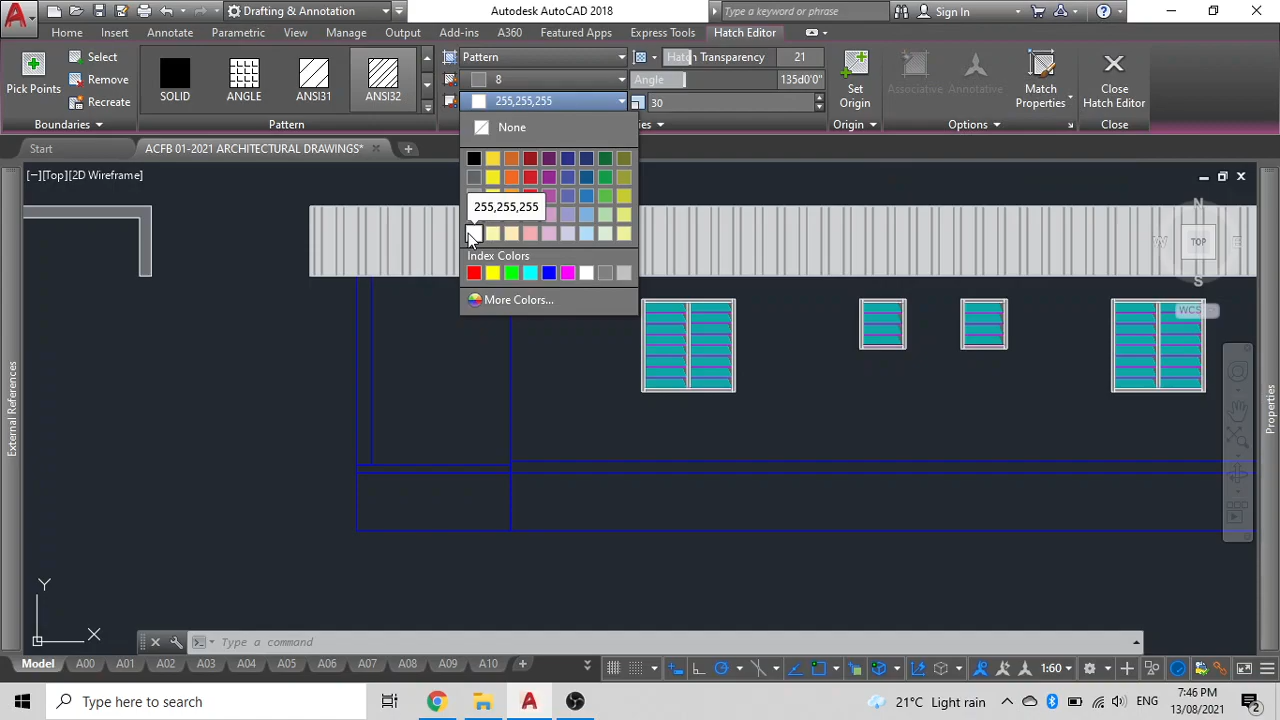 Drafting & Annotation
Autodesk AutoCAD 2018
Type a keyword or phrase
Sign In
Home
Insert
Annotate
Parametric
View
Manage
Output
Add-ins
A360
Featured Apps
Express Tools
Hatch Editor
Pick Points
Select
Remove
Recreate
Boundaries
SOLID
ANGLE
ANSI31
ANSI32
Pattern
Pattern
8
255,255,255
Hatch Transparency
21
Angle
135d0'0"
30
Set
Origin
Origin
Associative
Annotative
Match
Properties
Options
Close
Hatch Editor
Close
Start
ACFB 01-2021 ARCHITECTURAL DRAWINGS*
[−][Top][2D Wireframe]
None
255,255,255
Index Colors
More Colors...
N
W
TOP
E
S
WCS
External References
Properties
Y
X
Type a command
Model
A00
A01
A02
A03
A04
A05
A06
A07
A08
A09
A10
1:60
Type here to search
21°C Light rain
ENG
7:46 PM
13/08/2021
2